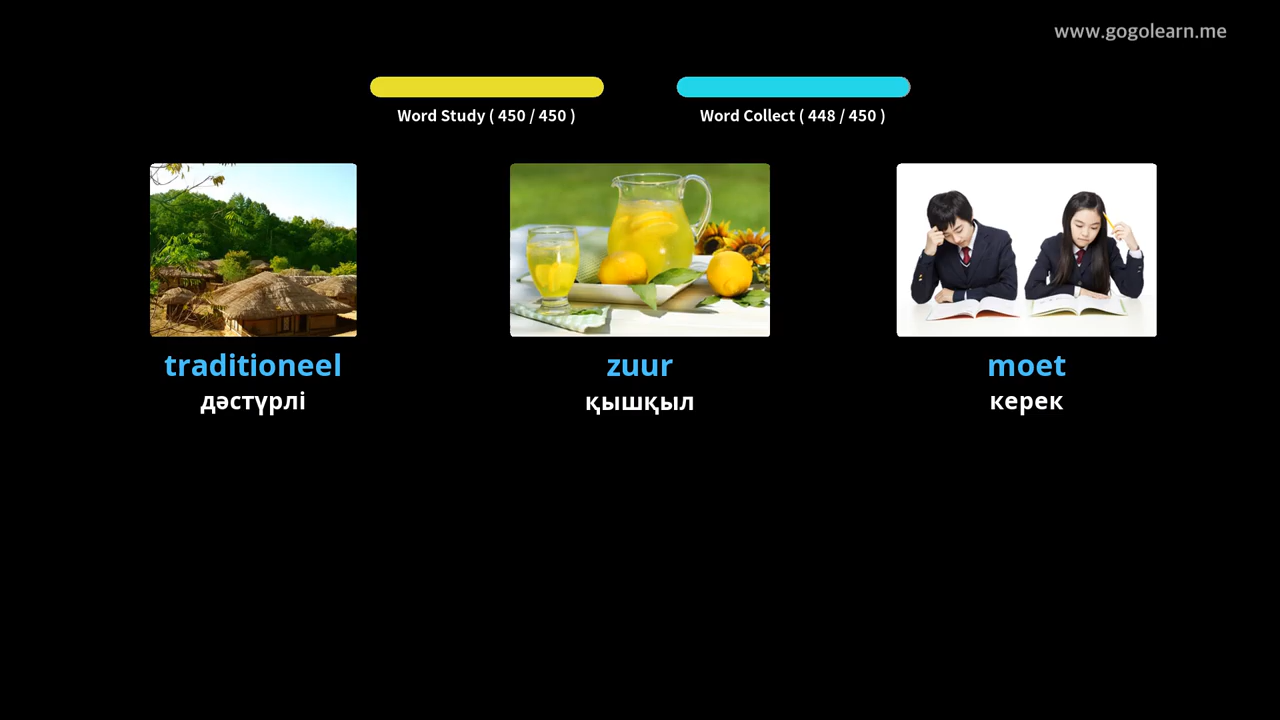 www.gogolearn.me
Word Study ( 450 / 450 )
Word Collect ( 448 / 450 )
traditioneel
zuur
moet
дәстүрлі
қышқыл
керек